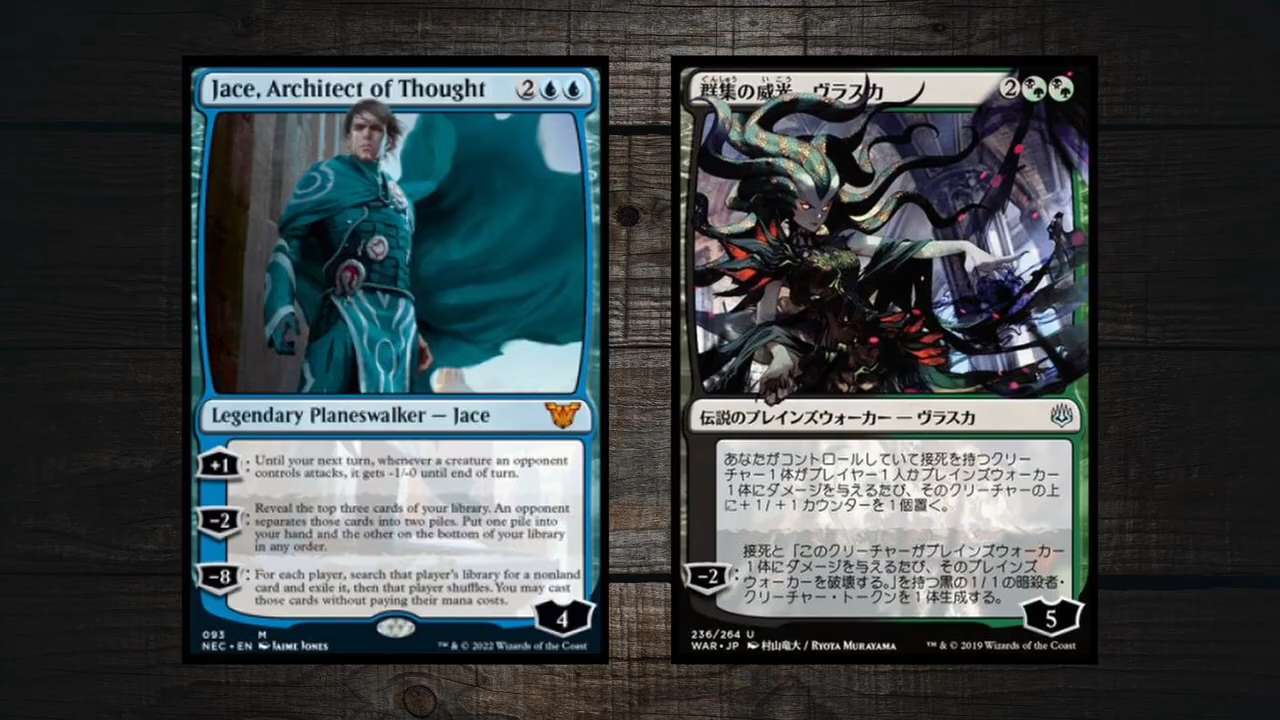 Jace, Architect of Thought 2
Legendary Planeswalker — Jace
+1 : Until your next turn, whenever a creature an opponent
controls attacks, it gets -1/-0 until end of turn.
-2 : Reveal the top three cards of your library. An opponent
separates those cards into two piles. Put one pile into
your hand and the other on the bottom of your library
in any order.
-8 : For each player, search that player's library for a nonland
card and exile it, then that player shuffles. You may cast
those cards without paying their mana costs.
4
093 M
NEC • EN JAIME JONES ™ & © 2022 Wizards of the Coast
ぐんしゅう いこう
群集の威光、ヴラスカ 2
伝説のプレインズウォーカー — ヴラスカ
あなたがコントロールしていて接死を持つクリー
チャー1体がプレイヤー1人かプレインズウォーカー
1体にダメージを与えるたび、そのクリーチャーの上
に+1/+1カウンターを1個置く。
接死と「このクリーチャーがプレインズウォーカー
-2 : 1体にダメージを与えるたび、そのプレインズ
ウォーカーを破壊する。」を持つ黒の1/1の暗殺者・
クリーチャー・トークンを1体生成する。
5
236/264 U
WAR • JP 村山竜大 / RYOTA MURAYAMA ™ & © 2019 Wizards of the Coast